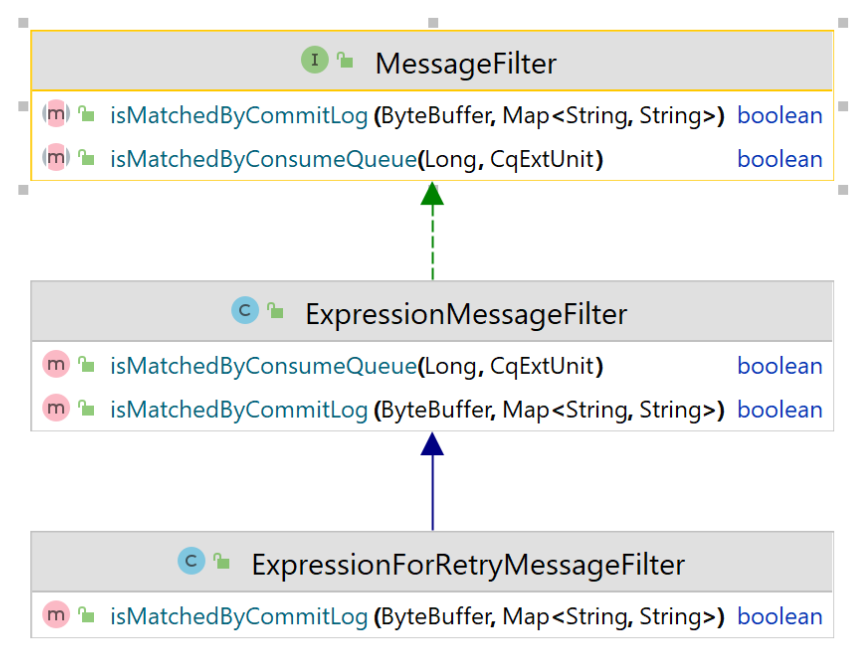 I MessageFilter
m isMatchedByCommitLog(ByteBuffer, Map<String, String>) boolean
m isMatchedByConsumeQueue(Long, CqExtUnit) boolean
C ExpressionMessageFilter
m isMatchedByConsumeQueue(Long, CqExtUnit) boolean
m isMatchedByCommitLog(ByteBuffer, Map<String, String>) boolean
C ExpressionForRetryMessageFilter
m isMatchedByCommitLog(ByteBuffer, Map<String, String>) boolean